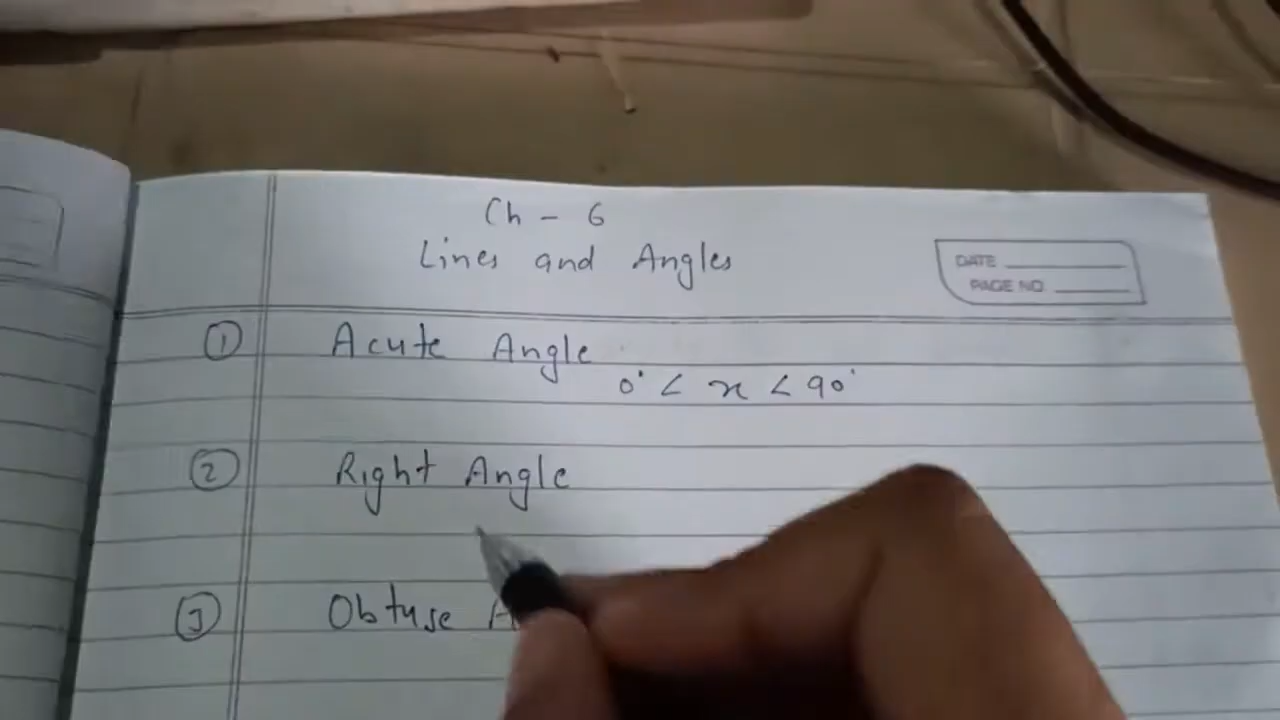 Ch - 6
Lines and Angles
DATE
PAGE NO.
① Acute Angle
0° < x < 90°
② Right Angle
③ Obtuse A